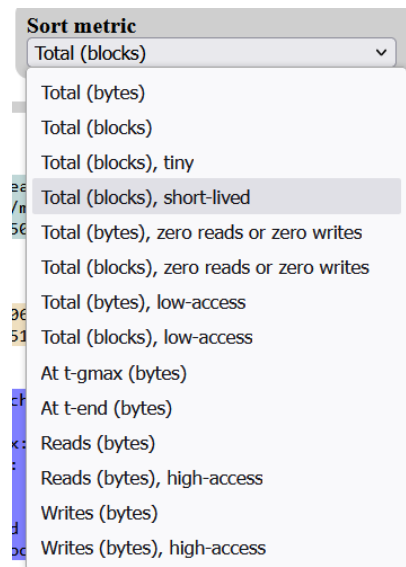 Sort metric
Total (blocks)
Total (bytes)
Total (blocks)
Total (blocks), tiny
Total (blocks), short-lived
Total (bytes), zero reads or zero writes
Total (blocks), zero reads or zero writes
Total (bytes), low-access
Total (blocks), low-access
At t-gmax (bytes)
At t-end (bytes)
Reads (bytes)
Reads (bytes), high-access
Writes (bytes)
Writes (bytes), high-access